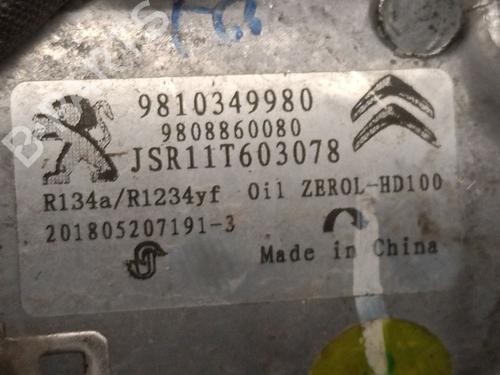 9810349980
9808860080
JSR11T603078
R134a/R1234yf Oil ZEROL-HD100
201805207191-3
Made in China